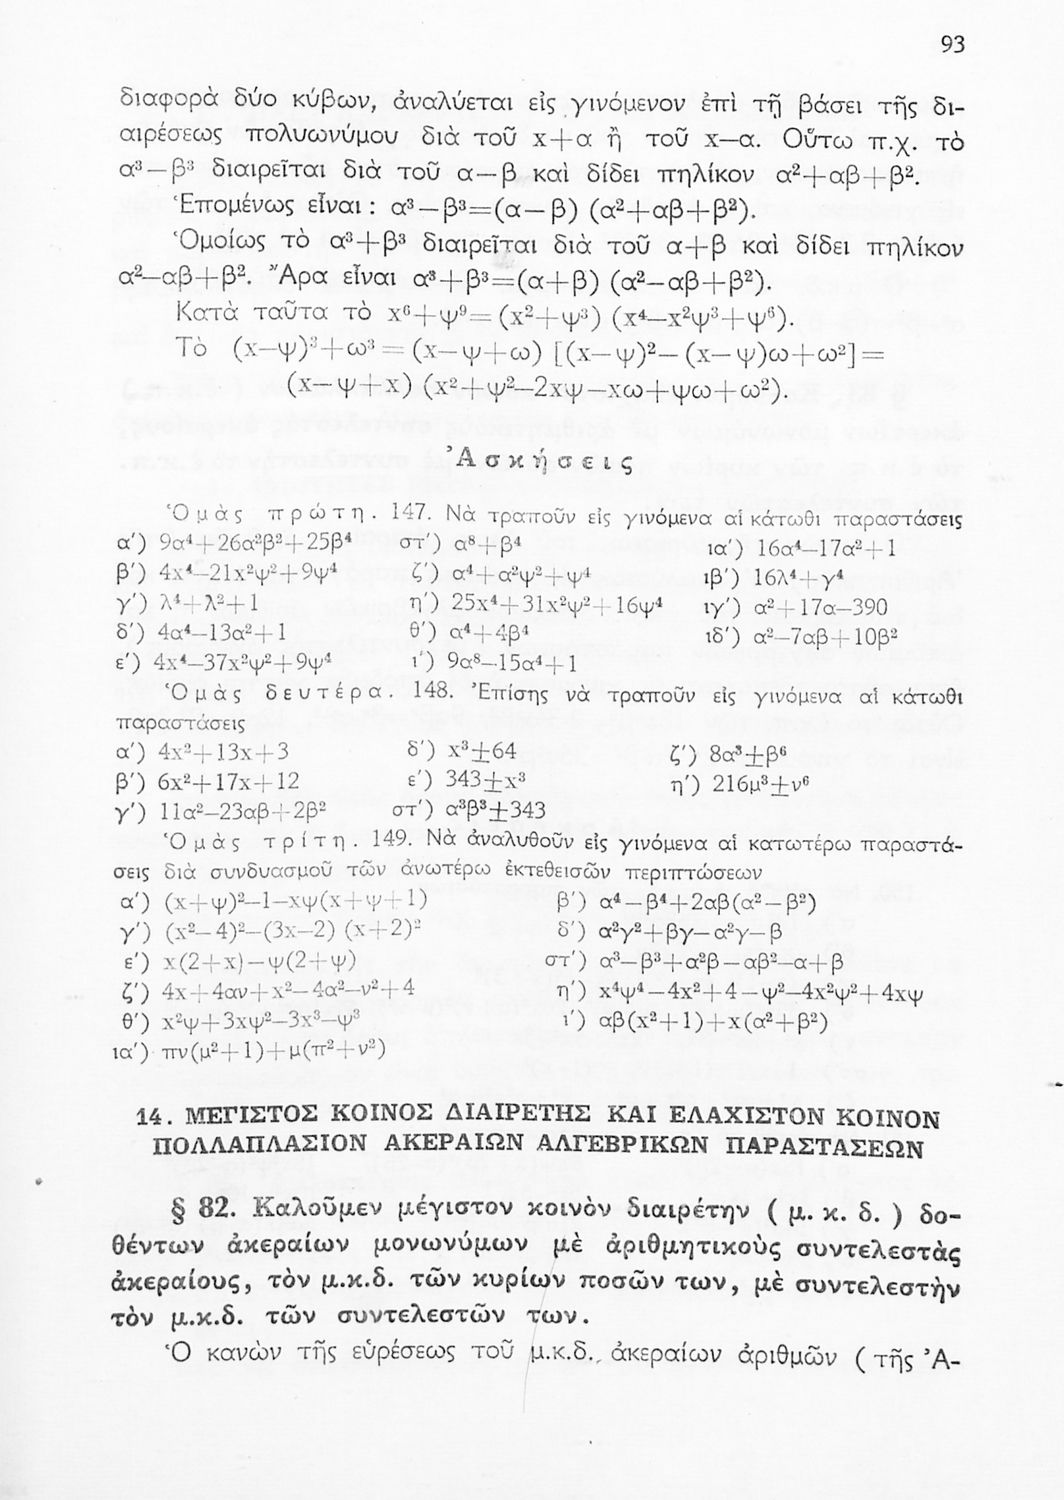 93
διαφορὰ δύο κύβων, ἀναλύεται εἰς γινόμενον ἐπὶ τῇ βάσει τῆς δι-
αιρέσεως πολυωνύμου διὰ τοῦ x+α ἢ τοῦ x—α. Οὕτω π.χ. τὸ
α³—β³ διαιρεῖται διὰ τοῦ α—β καὶ δίδει πηλίκον α²+αβ+β².
Ἑπομένως εἶναι : α³—β³=(α—β) (α²+αβ+β²).
Ὁμοίως τὸ α³+β³ διαιρεῖται διὰ τοῦ α+β καὶ δίδει πηλίκον
α²—αβ+β². Ἄρα εἶναι α³+β³=(α+β) (α²—αβ+β²).
Κατὰ ταῦτα τὸ x⁶+ψ⁹=(x²+ψ³) (x⁴—x²ψ³+ψ⁶).
Τὸ (x—ψ)³+ω³=(x—ψ+ω) [(x—ψ)²—(x—ψ)ω+ω²]=
(x—ψ+x) (x²+ψ²—2xψ—xω+ψω+ω²).
Ἀσκήσεις
Ὁμὰς πρώτη. 147. Νὰ τραποῦν εἰς γινόμενα αἱ κάτωθι παραστάσεις
α') 9α⁴+26α²β²+25β⁴ στ') α⁸+β⁴ ια') 16α⁴—17α²+1
β') 4x⁴—21x²ψ²+9ψ⁴ ζ') α⁴+α²ψ²+ψ⁴ ιβ') 16λ⁴+γ⁴
γ') λ⁴+λ²+1 η') 25x⁴+31x²ψ²+16ψ⁴ ιγ') α²+17α—390
δ') 4α⁴—13α²+1 θ') α⁴+4β⁴ ιδ') α²—7αβ+10β²
ε') 4x⁴—37x²ψ²+9ψ⁴ ι') 9α⁸—15α⁴+1
Ὁμὰς δευτέρα. 148. Ἐπίσης νὰ τραποῦν εἰς γινόμενα αἱ κάτωθι
παραστάσεις
α') 4x²+13x+3 δ') x³±64 ζ') 8α³±β⁶
β') 6x²+17x+12 ε') 343±x³ η') 216μ³±ν⁶
γ') 11α²—23αβ+2β² στ') α³β³±343
Ὁμὰς τρίτη. 149. Νὰ ἀναλυθοῦν εἰς γινόμενα αἱ κατωτέρω παραστά-
σεις διὰ συνδυασμοῦ τῶν ἀνωτέρω ἐκτεθεισῶν περιπτώσεων
α') (x+ψ)²—1—xψ(x+ψ+1) β') α⁴—β⁴+2αβ(α²—β²)
γ') (x²—4)²—(3x—2) (x+2)² δ') α²γ²+βγ—α²γ—β
ε') x(2+x)—ψ(2+ψ) στ') α³—β³+α²β—αβ²—α+β
ζ') 4x+4αν+x²—4α²—ν²+4 η') x⁴ψ⁴—4x²+4—ψ²—4x²ψ²+4xψ
θ') x²ψ+3xψ²—3x³—ψ³ ι') αβ(x²+1)+x(α²+β²)
ια') πν(μ²+1)+μ(π²+ν²)
14. ΜΕΓΙΣΤΟΣ ΚΟΙΝΟΣ ΔΙΑΙΡΕΤΗΣ ΚΑΙ ΕΛΑΧΙΣΤΟΝ ΚΟΙΝΟΝ
ΠΟΛΛΑΠΛΑΣΙΟΝ ΑΚΕΡΑΙΩΝ ΑΛΓΕΒΡΙΚΩΝ ΠΑΡΑΣΤΑΣΕΩΝ
§ 82. Καλοῦμεν μέγιστον κοινὸν διαιρέτην ( μ. κ. δ. ) δο-
θέντων ἀκεραίων μονωνύμων μὲ ἀριθμητικοὺς συντελεστὰς
ἀκεραίους, τὸν μ.κ.δ. τῶν κυρίων ποσῶν των, μὲ συντελεστὴν
τὸν μ.κ.δ. τῶν συντελεστῶν των.
Ὁ κανὼν τῆς εὑρέσεως τοῦ μ.κ.δ. ἀκεραίων ἀριθμῶν ( τῆς Ἀ-